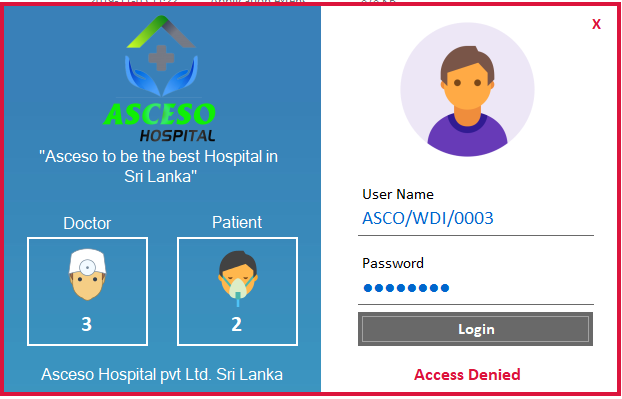 X
ASCESO
HOSPITAL
"Asceso to be the best Hospital in
Sri Lanka"
Doctor
Patient
3
2
Asceso Hospital pvt Ltd. Sri Lanka
User Name
ASCO/WDI/0003
Password
●●●●●●●●
Login
Access Denied